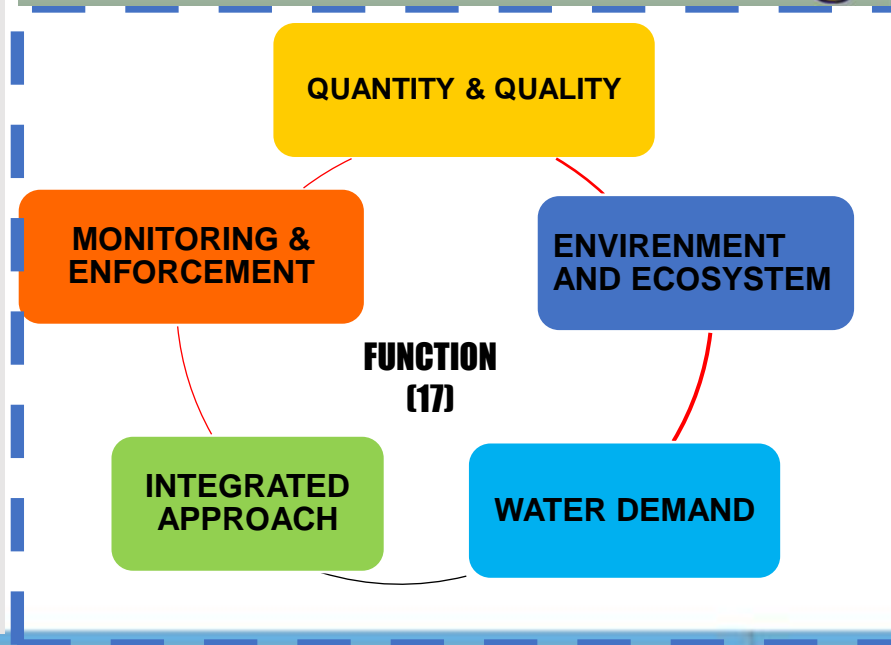 QUANTITY & QUALITY
MONITORING &
ENFORCEMENT
ENVIRENMENT
AND ECOSYSTEM
FUNCTION
(17)
INTEGRATED
APPROACH
WATER DEMAND